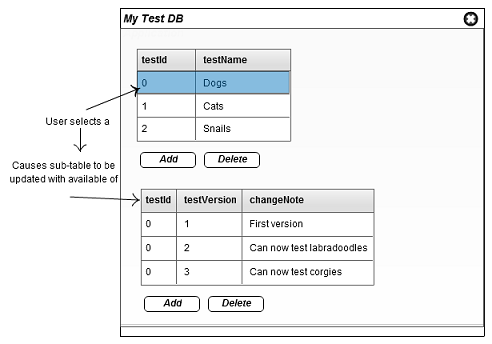 My Test DB
testId testName
0 Dogs
1 Cats
2 Snails
Add Delete
User selects a
Causes sub-table to be
updated with available of
testId testVersion changeNote
0 1 First version
0 2 Can now test labradoodles
0 3 Can now test corgies
Add Delete